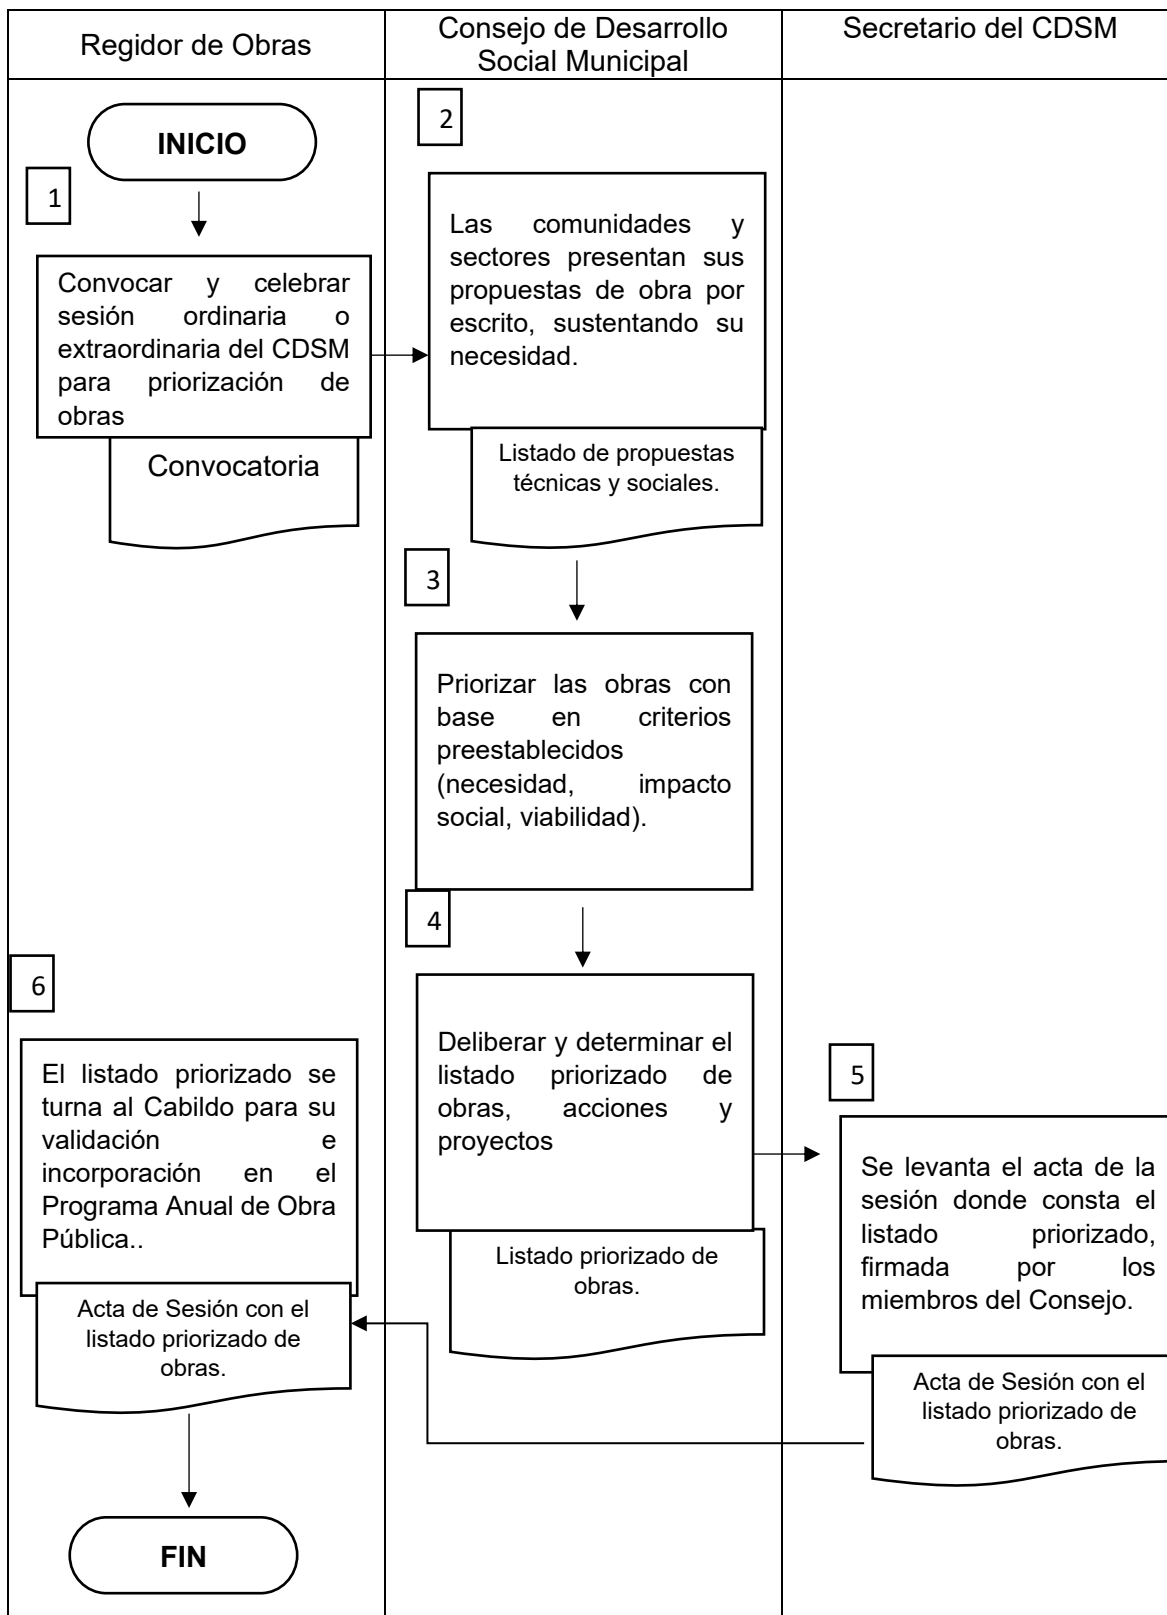 Regidor de Obras
Consejo de Desarrollo
Social Municipal
Secretario del CDSM
INICIO
1
Convocar y celebrar
sesión ordinaria o
extraordinaria del CDSM
para priorización de
obras
Convocatoria
2
Las comunidades y
sectores presentan sus
propuestas de obra por
escrito, sustentando su
necesidad.
Listado de propuestas
técnicas y sociales.
3
Priorizar las obras con
base en criterios
preestablecidos
(necesidad, impacto
social, viabilidad).
4
Deliberar y determinar el
listado priorizado de
obras, acciones y
proyectos
Listado priorizado de
obras.
5
Se levanta el acta de la
sesión donde consta el
listado priorizado,
firmada por los
miembros del Consejo.
Acta de Sesión con el
listado priorizado de
obras.
6
El listado priorizado se
turna al Cabildo para su
validación e
incorporación en el
Programa Anual de Obra
Pública..
Acta de Sesión con el
listado priorizado de
obras.
FIN